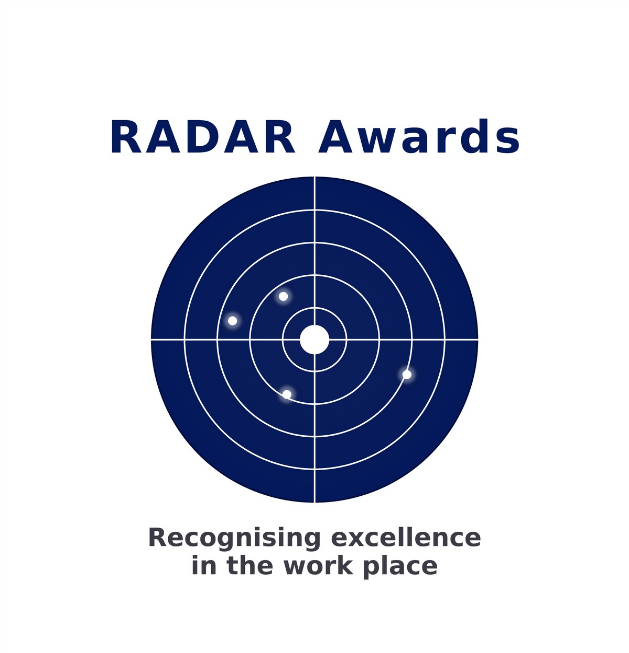 RADAR Awards
Recognising excellence
in the work place